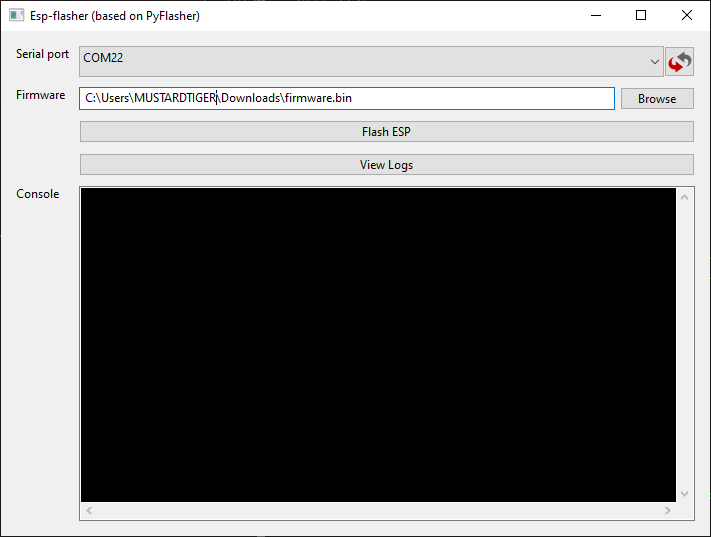 Esp-flasher (based on PyFlasher)
Serial port COM22
Firmware C:\Users\MUSTARDTIGER\Downloads\firmware.bin Browse
Flash ESP
View Logs
Console